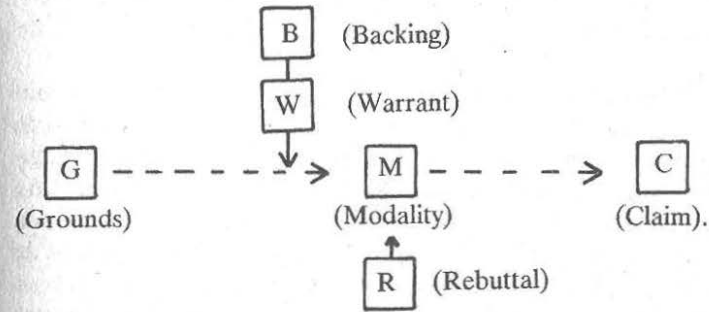 B (Backing)
W (Warrant)
G M C
(Grounds) (Modality) (Claim).
R (Rebuttal)